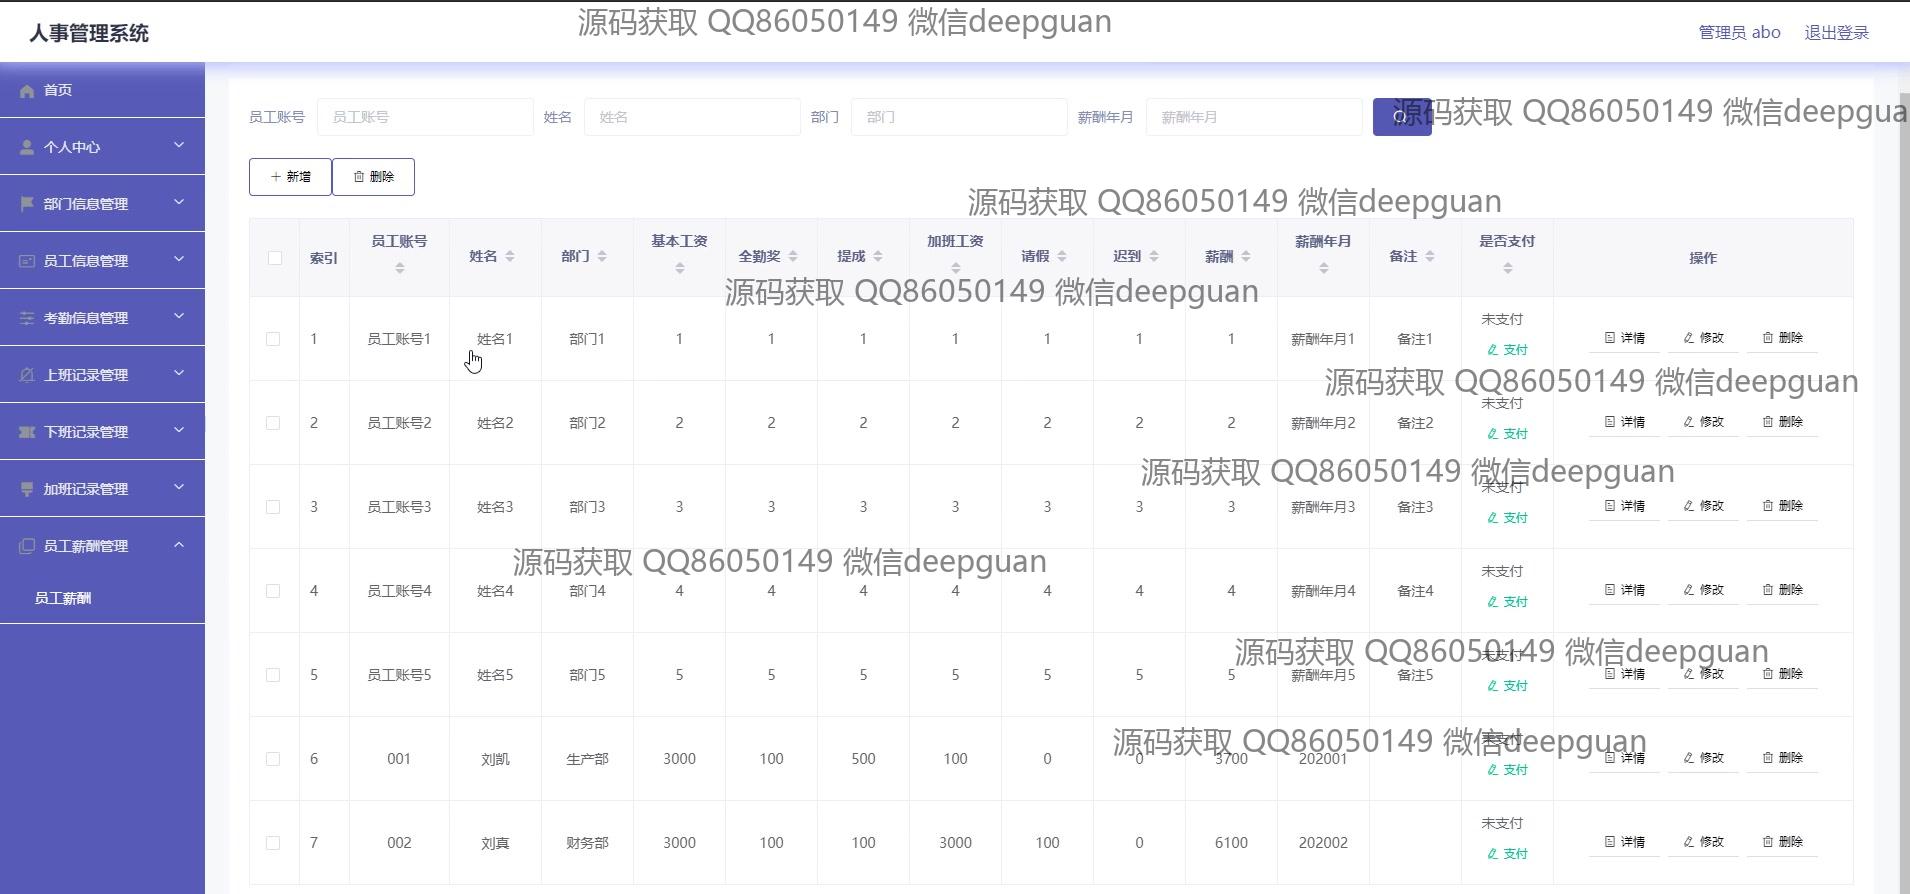 源码获取 QQ86050149 微信deepguan
人事管理系统
管理员 abo 退出登录
首页
个人中心
部门信息管理
员工信息管理
考勤信息管理
上班记录管理
下班记录管理
加班记录管理
员工薪酬管理
员工薪酬
员工账号 员工账号 姓名 姓名 部门 部门 薪酬年月 薪酬年月
源码获取 QQ86050149 微信deepgua
新增 删除
源码获取 QQ86050149 微信deepguan
索引 员工账号 姓名 部门 基本工资 全勤奖 提成 加班工资 请假 迟到 薪酬 薪酬年月 备注 是否支付 操作
源码获取 QQ86050149 微信deepguan
1 员工账号1 姓名1 部门1 1 1 1 1 1 1 1 薪酬年月1 备注1 未支付 支付 详情 修改 删除
源码获取 QQ86050149 微信deepguan
2 员工账号2 姓名2 部门2 2 2 2 2 2 2 2 薪酬年月2 备注2 未支付 支付 详情 修改 删除
源码获取 QQ86050149 微信deepguan
3 员工账号3 姓名3 部门3 3 3 3 3 3 3 3 薪酬年月3 备注3 未支付 支付 详情 修改 删除
源码获取 QQ86050149 微信deepguan
4 员工账号4 姓名4 部门4 4 4 4 4 4 4 4 薪酬年月4 备注4 未支付 支付 详情 修改 删除
源码获取 QQ86050149 微信deepguan
5 员工账号5 姓名5 部门5 5 5 5 5 5 5 5 薪酬年月5 备注5 未支付 支付 详情 修改 删除
源码获取 QQ86050149 微信deepguan
6 001 刘凯 生产部 3000 100 500 100 0 0 3700 202001 未支付 支付 详情 修改 删除
7 002 刘真 财务部 3000 100 100 3000 100 0 6100 202002 未支付 支付 详情 修改 删除